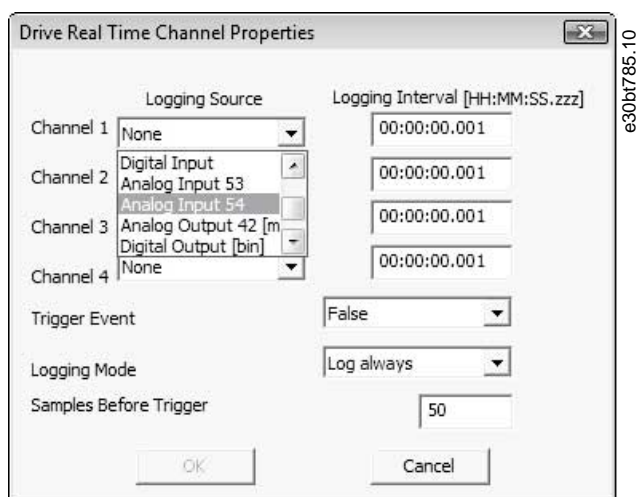 Drive Real Time Channel Properties
Logging Source Logging Interval [HH:MM:SS.zzz]
Channel 1 None 00:00:00.001
Digital Input
Channel 2 Analog Input 53 00:00:00.001
Analog Input 54
Channel 3 Analog Output 42 [m 00:00:00.001
Digital Output [bin]
Channel 4 None 00:00:00.001
Trigger Event False
Logging Mode Log always
Samples Before Trigger 50
OK Cancel
e30bt785.10